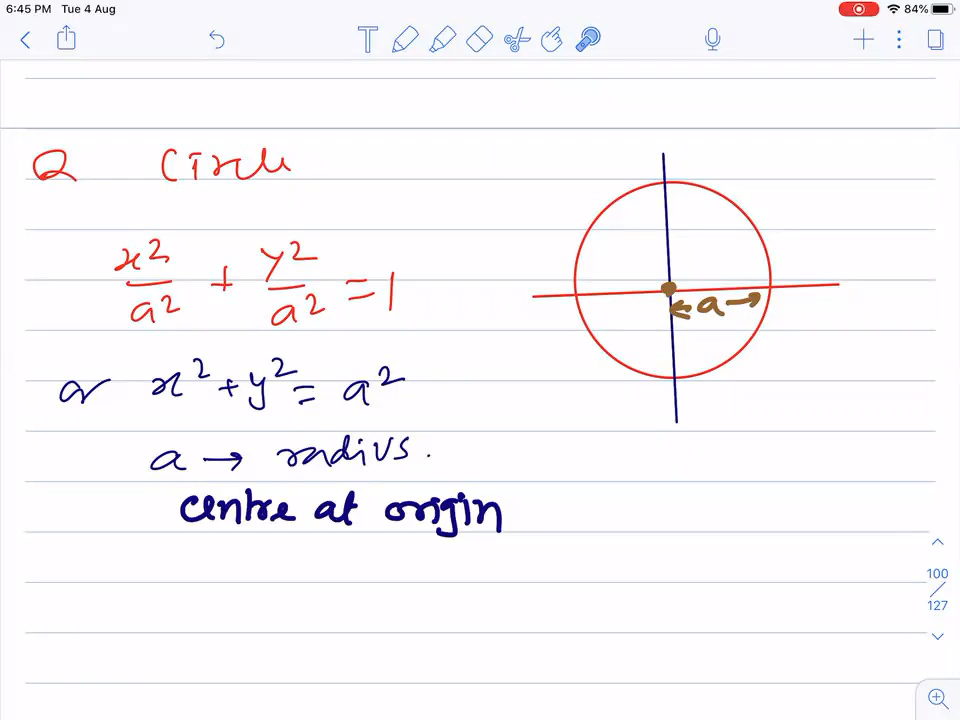 6:45 PM Tue 4 Aug
84%
T
Q Circle
x²/a² + y²/a² = 1
a
or x² + y² = a²
a → radius.
centre at origin
100
127